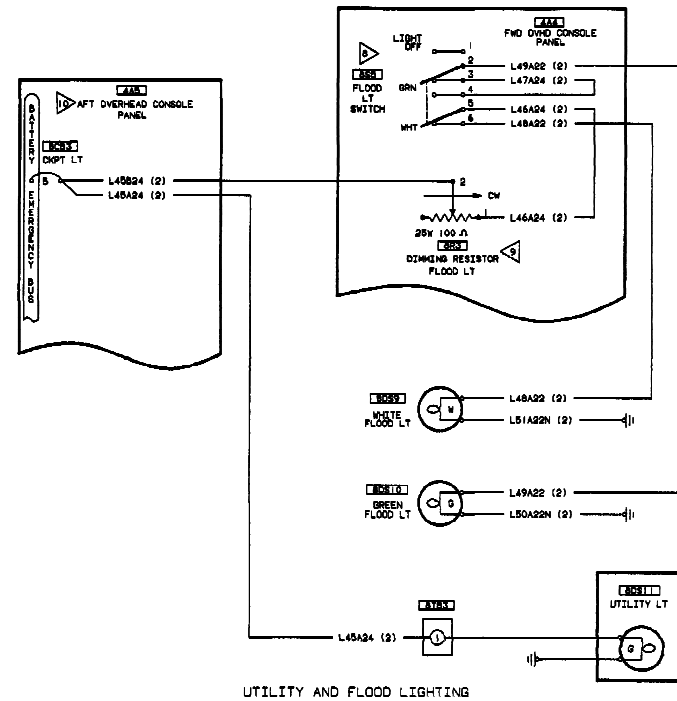 4A4
FWD OVHD CONSOLE
PANEL
LIGHT
OFF
1
8
2
L49A22 (2)
8S5
3
L47A24 (2)
FLOOD
LT
SWITCH
GRN
4
5
L46A24 (2)
WHT
6
L48A22 (2)
4A5
10
AFT OVERHEAD CONSOLE
PANEL
BATTERY
EMERGENCY
BUS
8CB3
CKPT LT
5
L45B24 (2)
L45A24 (2)
2
CW
1
L46A24 (2)
25W 100 Ω
8R3
9
DIMMING RESISTOR
FLOOD LT
8DS9
WHITE
FLOOD LT
W
L48A22 (2)
L51A22N (2)
8DS10
GREEN
FLOOD LT
G
L49A22 (2)
L50A22N (2)
8DS11
UTILITY LT
8TB3
L45A24 (2)
1
G
UTILITY AND FLOOD LIGHTING